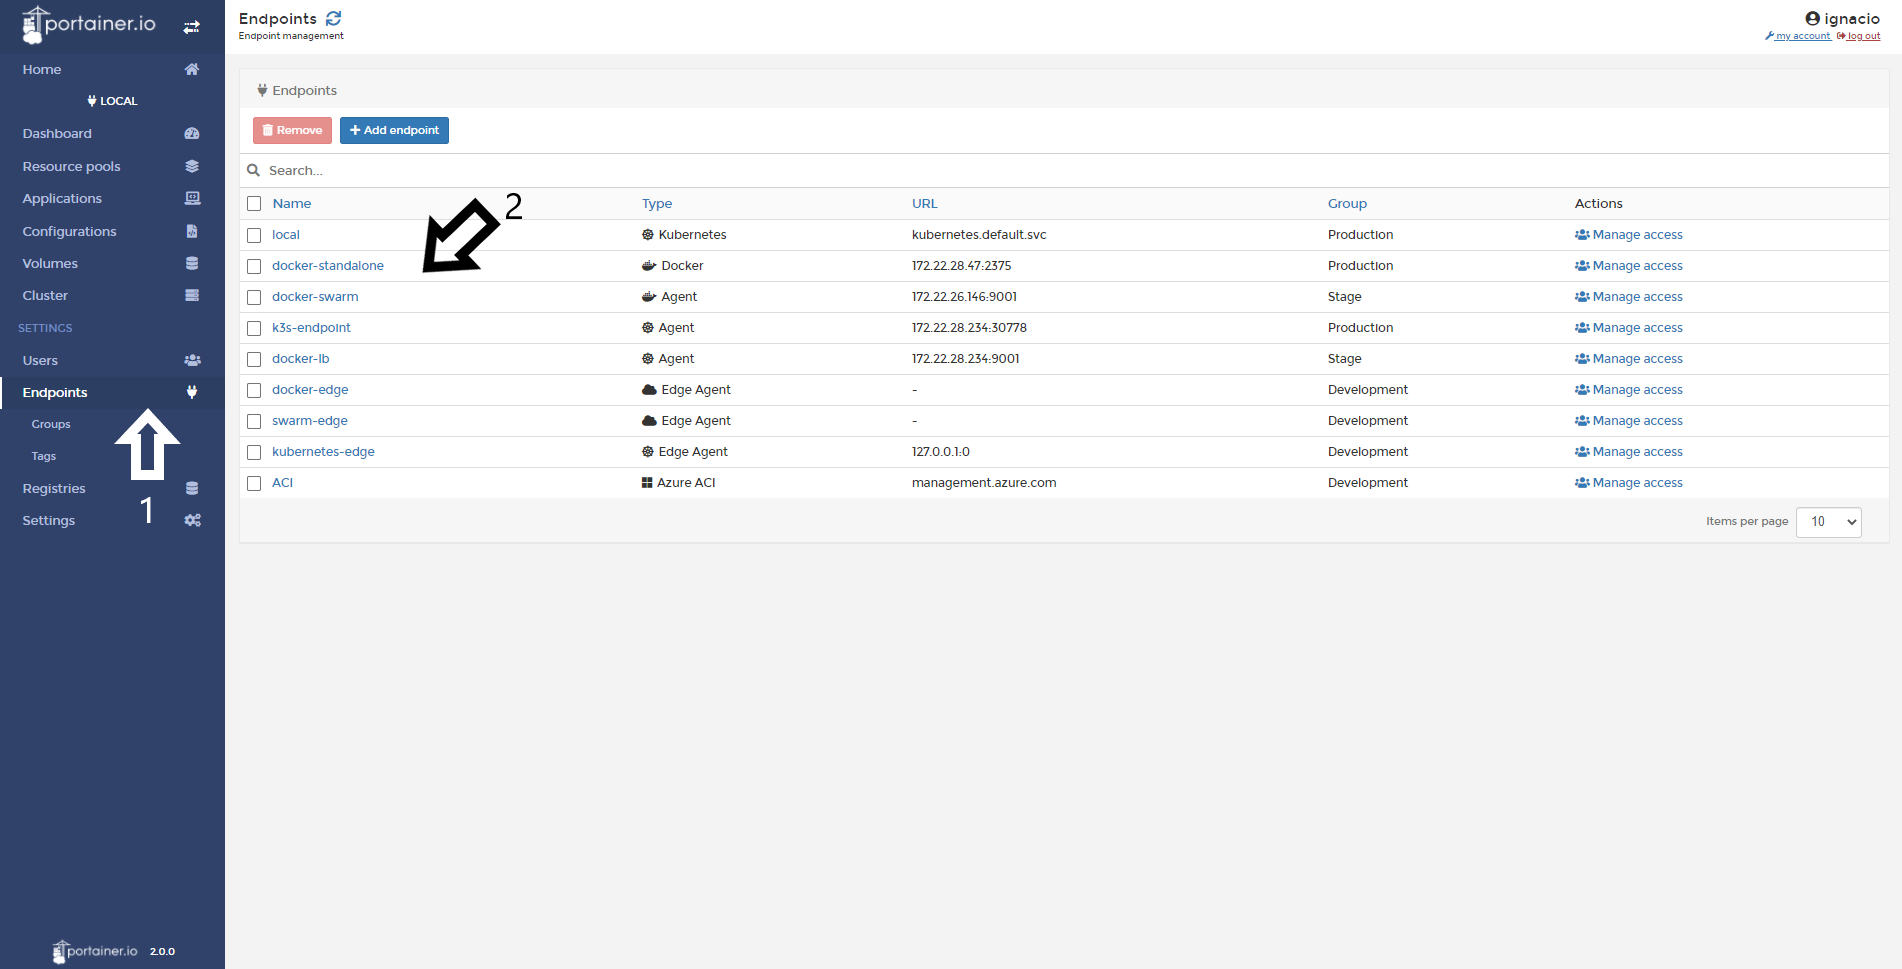 portainer.io
Home
LOCAL
Dashboard
Resource pools
Applications
Configurations
Volumes
Cluster
SETTINGS
Users
Endpoints
Groups
Tags
Registries
1
Settings
portainer.io 2.0.0
Endpoints
Endpoint management
ignacio
my account log out
Endpoints
Remove Add endpoint
Search...
2
Name Type URL Group Actions
local Kubernetes kubernetes.default.svc Production Manage access
docker-standalone Docker 172.22.28.47:2375 Production Manage access
docker-swarm Agent 172.22.26.146:9001 Stage Manage access
k3s-endpoint Agent 172.22.28.234:30778 Production Manage access
docker-lb Agent 172.22.28.234:9001 Stage Manage access
docker-edge Edge Agent - Development Manage access
swarm-edge Edge Agent - Development Manage access
kubernetes-edge Edge Agent 127.0.0.1:0 Development Manage access
ACI Azure ACI management.azure.com Development Manage access
Items per page 10